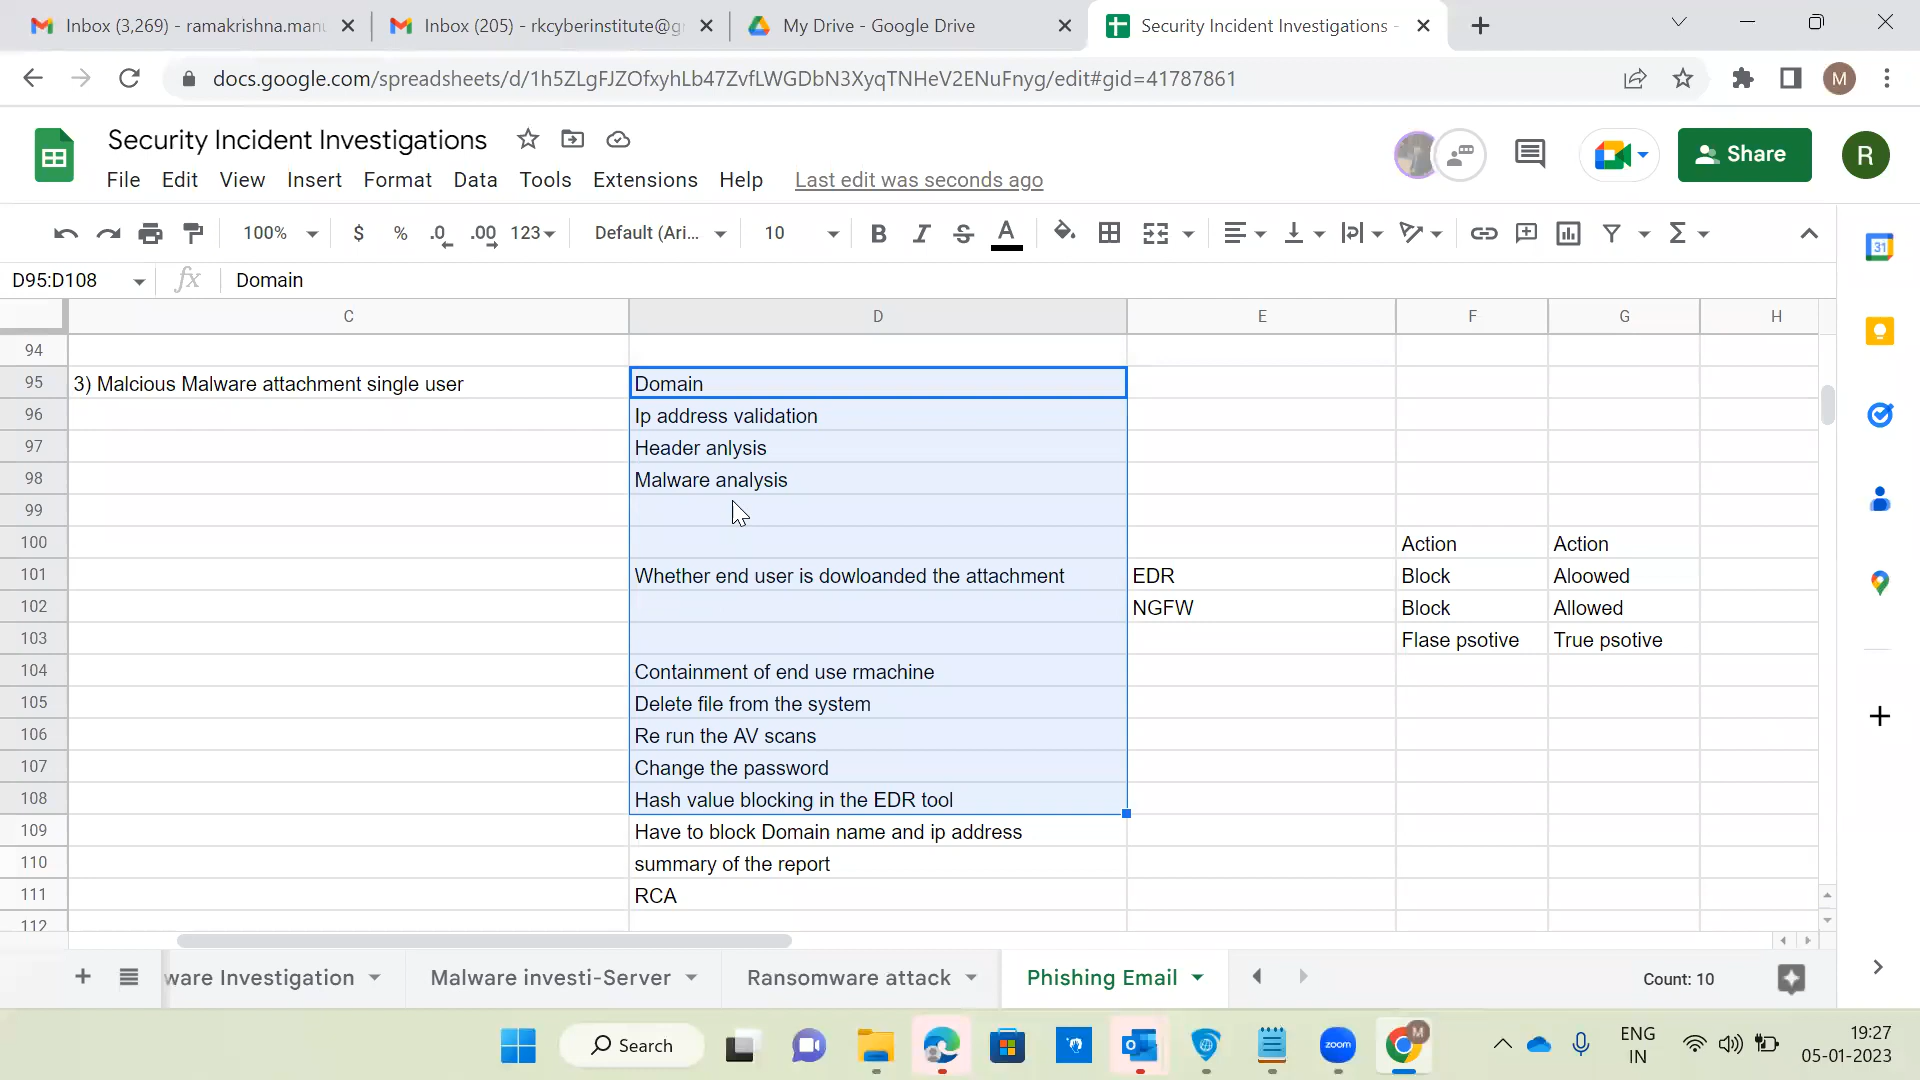 Inbox (3,269) - ramakrishna.man
Inbox (205) - rkcyberinstitute@g
My Drive - Google Drive
Security Incident Investigations -
docs.google.com/spreadsheets/d/1h5ZLgFJZOfxyhLb47ZvfLWGDbN3XyqTNHeV2ENuFnyg/edit#gid=41787861
M
Security Incident Investigations
Share
R
File Edit View Insert Format Data Tools Extensions Help Last edit was seconds ago
100% $ % .0 .00 123 Default (Ari... 10 B I S A
31
D95:D108 fx Domain
C D E F G H
94
95 3) Malcious Malware attachment single user Domain
96 Ip address validation
97 Header anlysis
98 Malware analysis
99
100 Action Action
101 Whether end user is dowloanded the attachment EDR Block Aloowed
102 NGFW Block Allowed
103 Flase psotive True psotive
104 Containment of end use rmachine
105 Delete file from the system
106 Re run the AV scans
107 Change the password
108 Hash value blocking in the EDR tool
109 Have to block Domain name and ip address
110 summary of the report
111 RCA
112
ware Investigation Malware investi-Server Ransomware attack Phishing Email Count: 10
Search
zoom
M
ENG
IN
19:27
05-01-2023